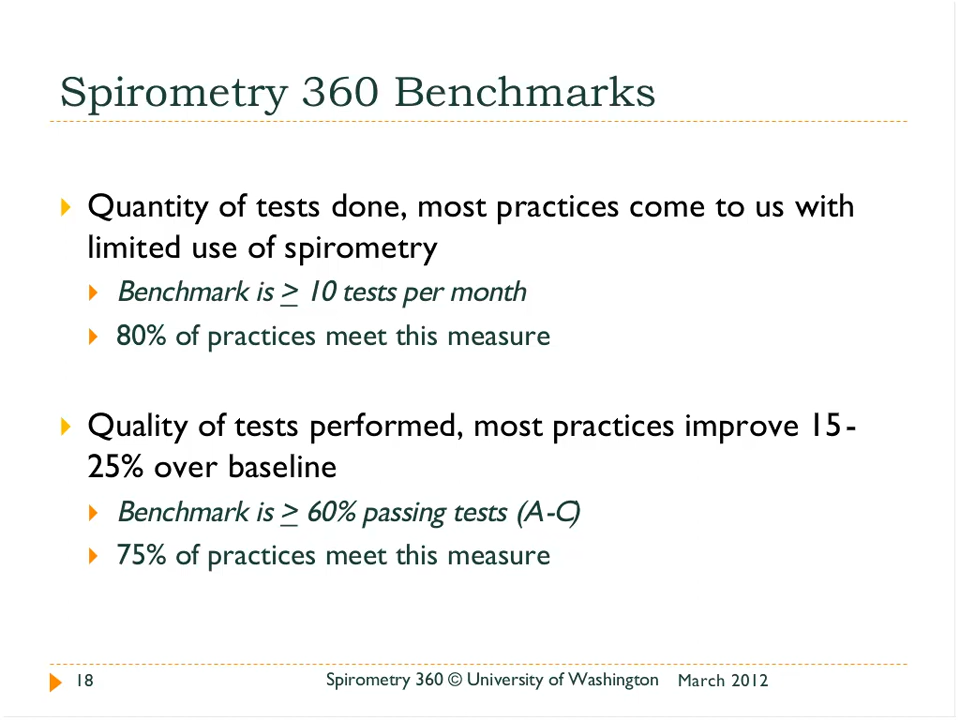 Spirometry 360 Benchmarks
Quantity of tests done, most practices come to us with
limited use of spirometry
Benchmark is ≥ 10 tests per month
80% of practices meet this measure
Quality of tests performed, most practices improve 15-
25% over baseline
Benchmark is ≥ 60% passing tests (A-C)
75% of practices meet this measure
18 Spirometry 360 © University of Washington March 2012